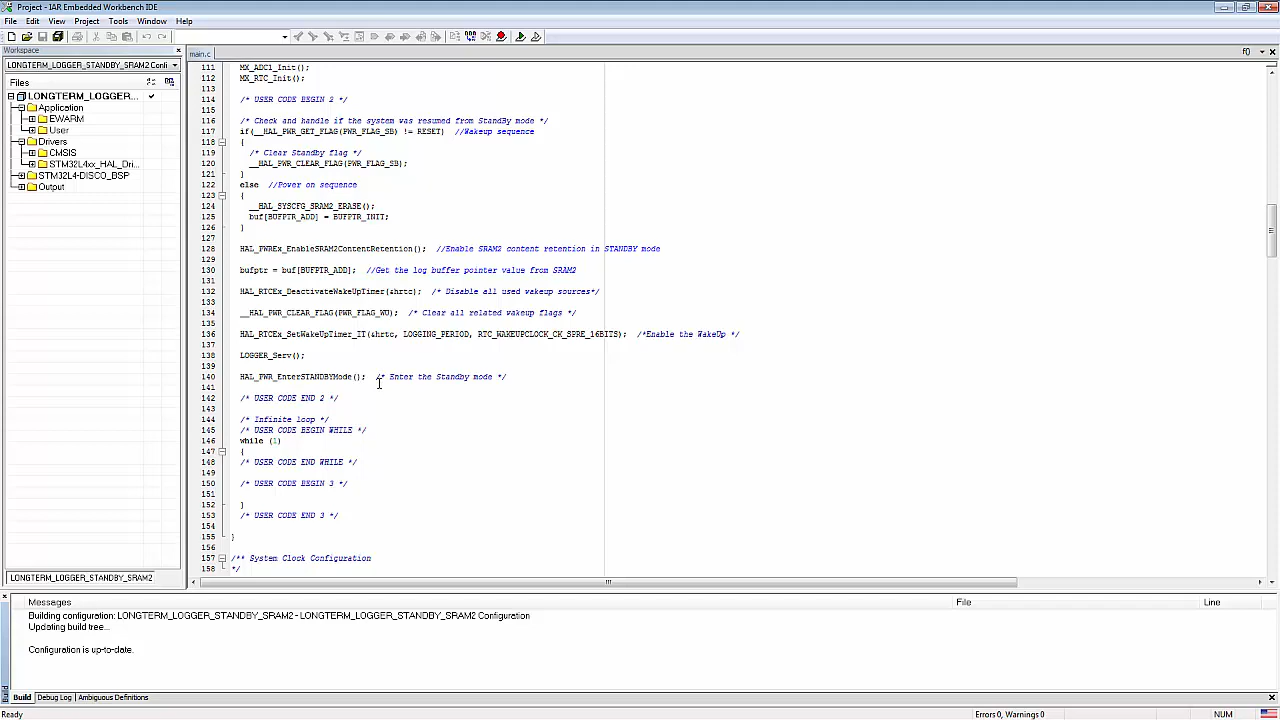 Project - IAR Embedded Workbench IDE
File Edit View Project Tools Window Help
Workspace
main.c
f()
LONGTERM_LOGGER_STANDBY_SRAM2 Confi
Files
LONGTERM_LOGGER...
Application
EWARM
User
Drivers
CMSIS
STM32L4xx_HAL_Dri...
STM32L4-DISCO_BSP
Output
LONGTERM_LOGGER_STANDBY_SRAM2
111 MX_ADC1_Init();
112 MX_RTC_Init();
113
114 /* USER CODE BEGIN 2 */
115
116 /* Check and handle if the system was resumed from StandBy mode */
117 if(__HAL_PWR_GET_FLAG(PWR_FLAG_SB) != RESET) //Wakeup sequence
118 {
119 /* Clear Standby flag */
120 __HAL_PWR_CLEAR_FLAG(PWR_FLAG_SB);
121 }
122 else //Power on sequence
123 {
124 __HAL_SYSCFG_SRAM2_ERASE();
125 buf[BUFPTR_ADD] = BUFPTR_INIT;
126 }
127
128 HAL_PWREx_EnableSRAM2ContentRetention(); //Enable SRAM2 content retention in STANDBY mode
129
130 bufptr = buf[BUFPTR_ADD]; //Get the log buffer pointer value from SRAM2
131
132 HAL_RTCEx_DeactivateWakeUpTimer(&hrtc); /* Disable all used wakeup sources*/
133
134 __HAL_PWR_CLEAR_FLAG(PWR_FLAG_WU); /* Clear all related wakeup flags */
135
136 HAL_RTCEx_SetWakeUpTimer_IT(&hrtc, LOGGING_PERIOD, RTC_WAKEUPCLOCK_CK_SPRE_16BITS); /*Enable the WakeUp */
137
138 LOGGER_Serv();
139
140 HAL_PWR_EnterSTANDBYMode(); /* Enter the Standby mode */
141
142 /* USER CODE END 2 */
143
144 /* Infinite loop */
145 /* USER CODE BEGIN WHILE */
146 while (1)
147 {
148 /* USER CODE END WHILE */
149
150 /* USER CODE BEGIN 3 */
151
152 }
153 /* USER CODE END 3 */
154
155 }
156
157 /** System Clock Configuration
158 */
Messages File Line
Building configuration: LONGTERM_LOGGER_STANDBY_SRAM2 - LONGTERM_LOGGER_STANDBY_SRAM2 Configuration
Updating build tree...
Configuration is up-to-date.
Build
Build Debug Log Ambiguous Definitions
Ready Errors 0, Warnings 0 NUM